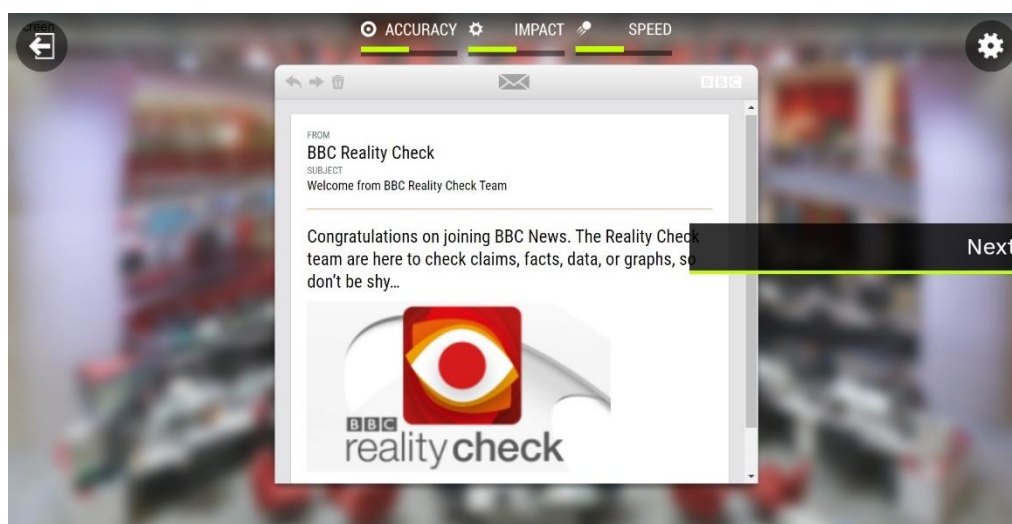 ACCURACY IMPACT SPEED
BBC
FROM
BBC Reality Check
SUBJECT
Welcome from BBC Reality Check Team
Congratulations on joining BBC News. The Reality Check
team are here to check claims, facts, data, or graphs, so
don't be shy…
Next
BBC
reality check